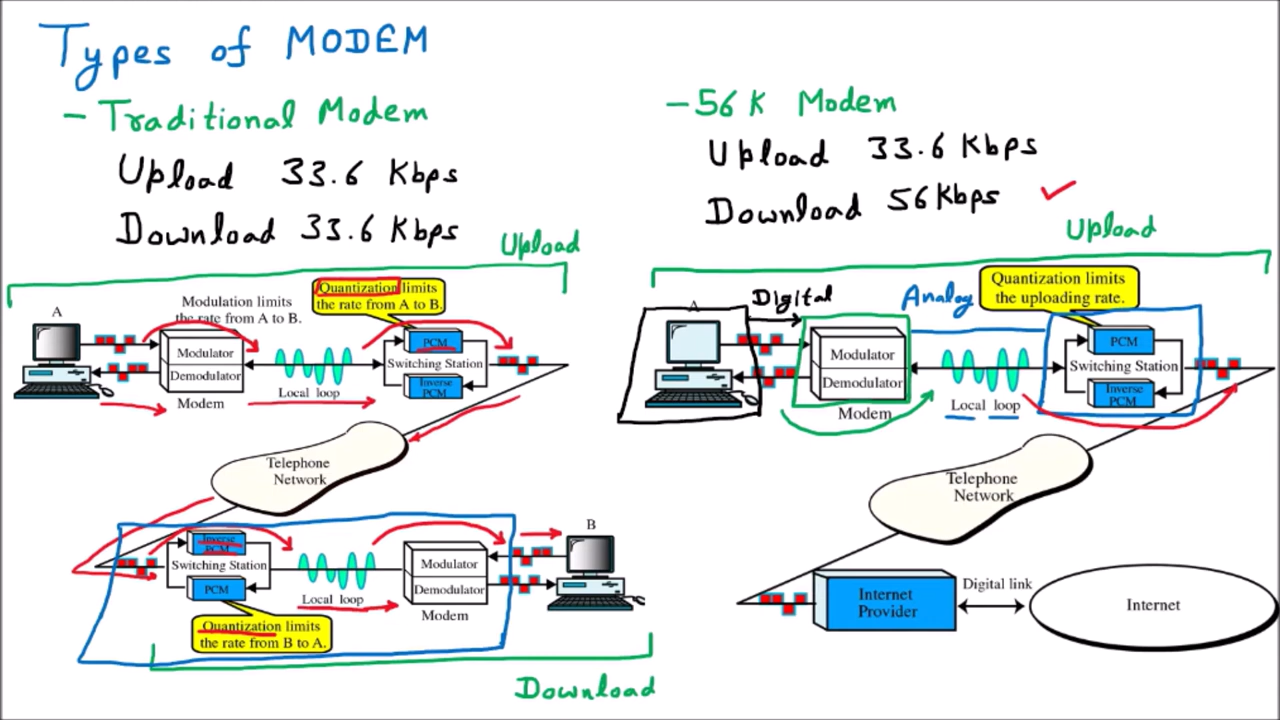 Types of MODEM
- Traditional Modem
Upload 33.6 Kbps
Download 33.6 Kbps
Upload
A
Modulation limits
the rate from A to B.
Quantization limits
the rate from A to B.
Modulator
Demodulator
Modem
Local loop
PCM
Switching Station
Inverse
PCM
Telephone
Network
Inverse
PCM
Switching Station
PCM
Quantization limits
the rate from B to A.
Local loop
Modulator
Demodulator
Modem
B
Download
- 56K Modem
Upload 33.6 Kbps
Download 56 Kbps
Upload
A
Digital
Analog
Quantization limits
the uploading rate.
Modulator
Demodulator
Modem
Local loop
PCM
Switching Station
Inverse
PCM
Telephone
Network
Internet
Provider
Digital link
Internet